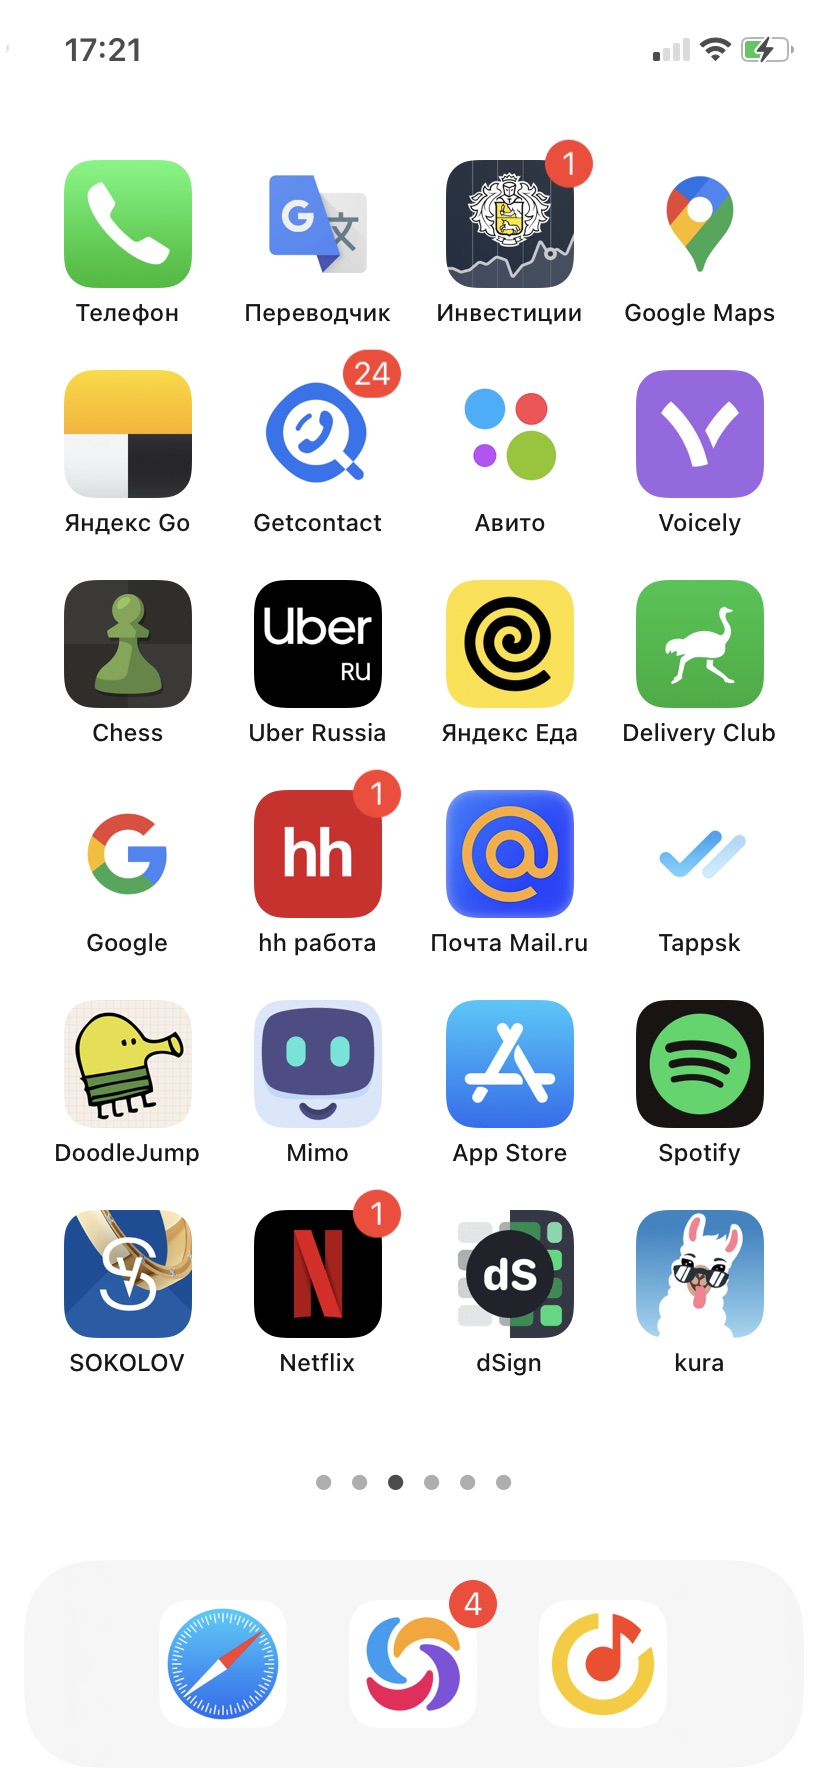 17:21
1
Телефон
Переводчик
Инвестиции
Google Maps
24
Яндекс Go
Getcontact
Авито
Voicely
Uber
RU
Chess
Uber Russia
Яндекс Еда
Delivery Club
1
hh
Google
hh работа
Почта Mail.ru
Tappsk
DoodleJump
Mimo
App Store
Spotify
1
dS
SOKOLOV
Netflix
dSign
kura
4